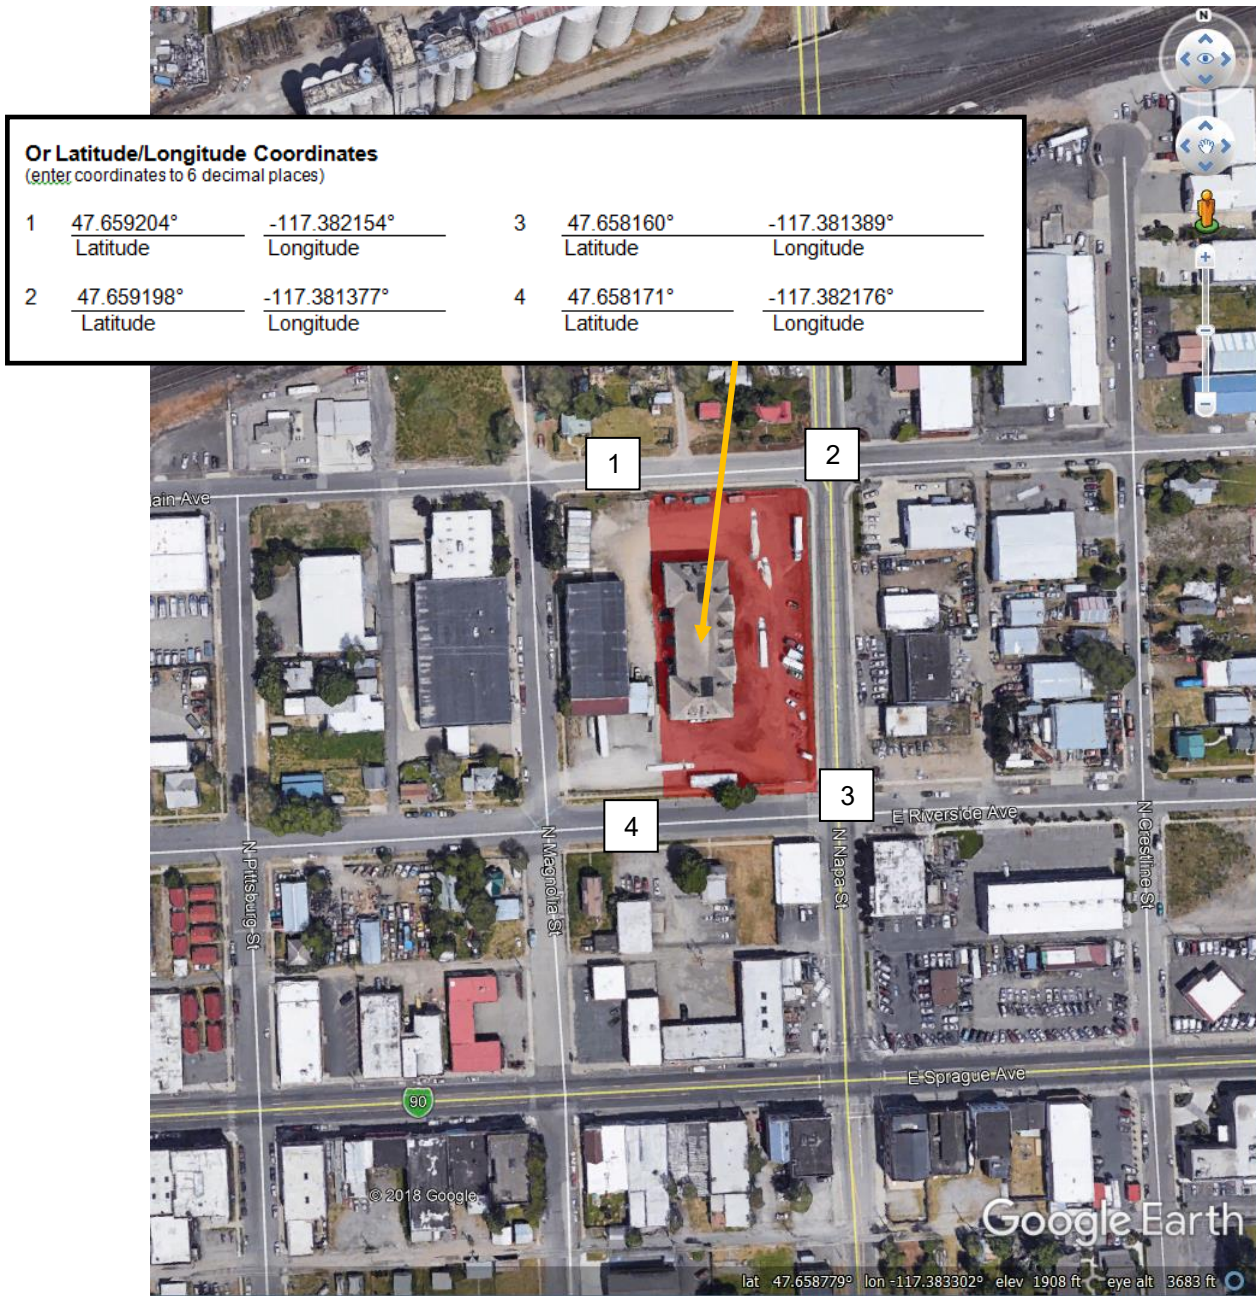 N
Or Latitude/Longitude Coordinates
(enter coordinates to 6 decimal places)
1 47.659204° -117.382154° 3 47.658160° -117.381389°
Latitude Longitude Latitude Longitude
2 47.659198° -117.381377° 4 47.658171° -117.382176°
Latitude Longitude Latitude Longitude
1
2
ain Ave
3
4
E Riverside Ave
N Pittsburg St
N Magnolia St
N Napa St
N Crestline St
E Sprague Ave
90
© 2018 Google
Google Earth
lat 47.658779° lon -117.383302° elev 1908 ft eye alt 3683 ft